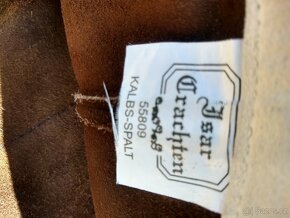 Isar
Trachten
55809
KALBS-SPALT